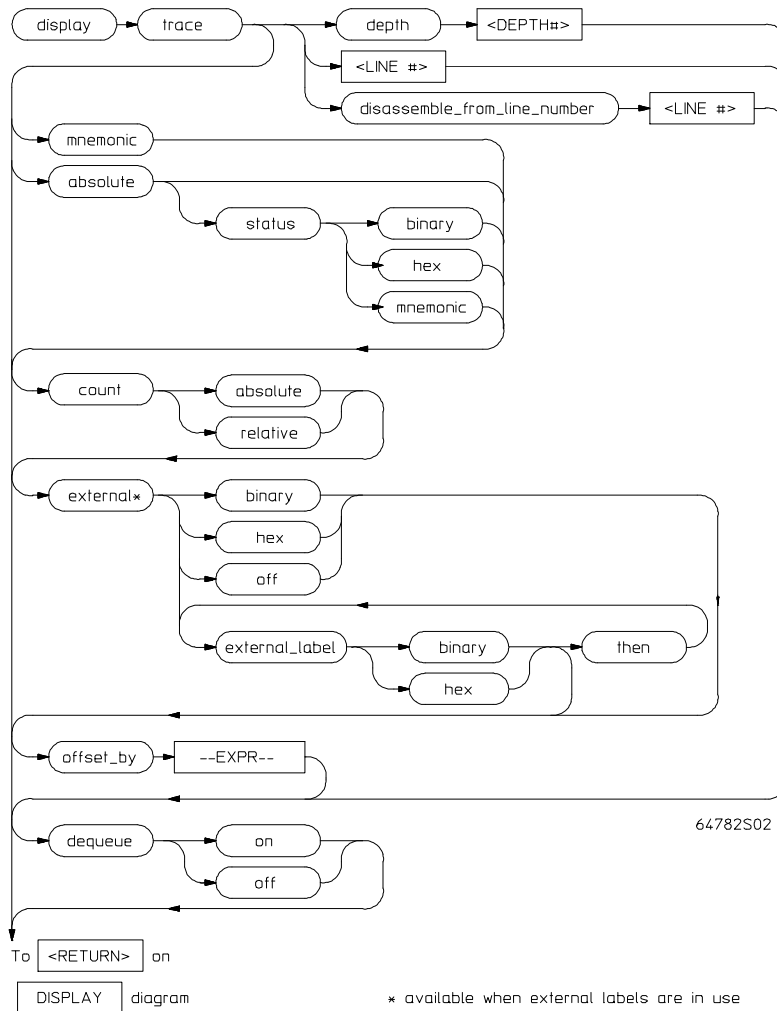 display trace depth <DEPTH#>
<LINE #>
disassemble_from_line_number <LINE #>
mnemonic
absolute
status binary
hex
mnemonic
count absolute
relative
external* binary
hex
off
external_label binary then
hex
offset_by --EXPR--
64782S02
dequeue on
off
To <RETURN> on
DISPLAY diagram * available when external labels are in use